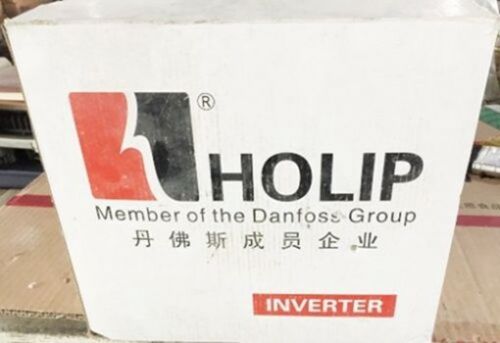 ®
HOLIP
Member of the Danfoss Group
丹佛斯成员企业
INVERTER